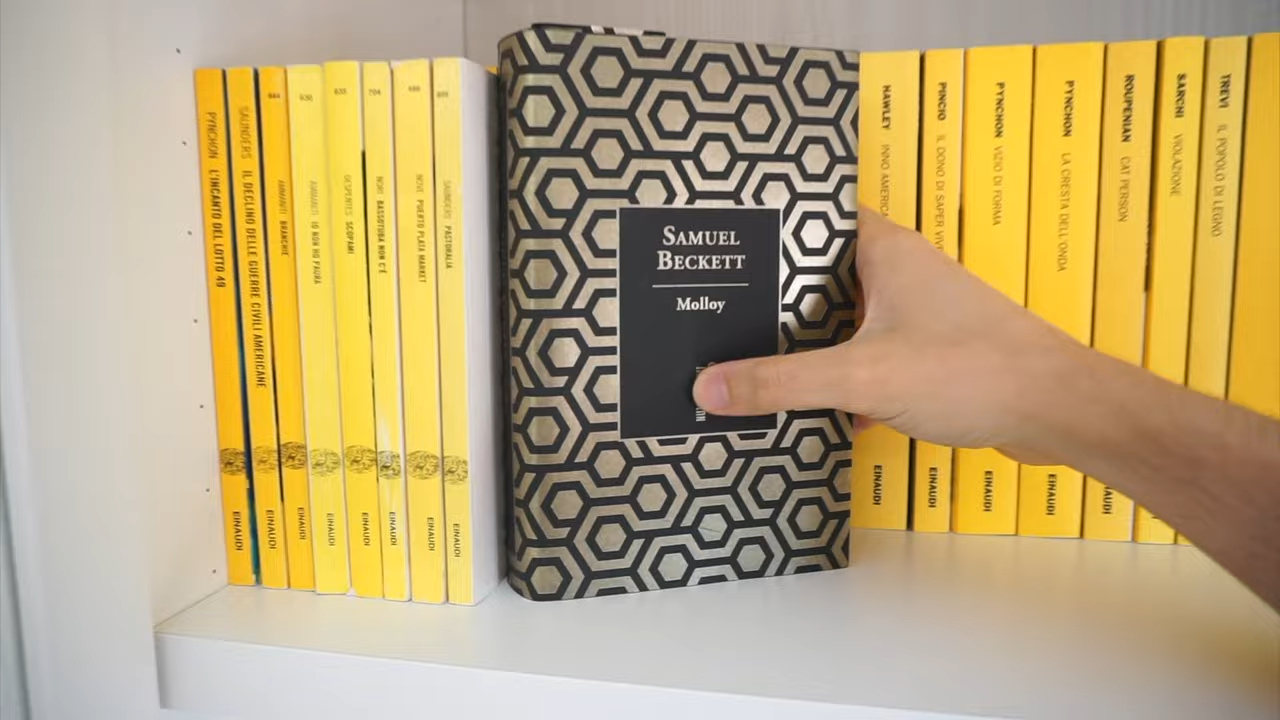 PYNCHON L'INCANTO DEL LOTTO 49
EINAUDI
SAUNDERS IL DECLINO DELLE GUERRE CIVILI AMERICANE
EINAUDI
AMMANITI BRANCHIE
EINAUDI
AMMANITI IO NON HO PAURA
EINAUDI
DESPENTES SCOPAMI
EINAUDI
704
NORI BASSOTUBA NON C'È
EINAUDI
NOVE PUERTO PLATA MARKET
EINAUDI
SAUNDERS PASTORALIA
EINAUDI
SAMUEL
BECKETT
Molloy
HAWLEY INNO AMERICA
EINAUDI
PINCIO IL DONO DI SAPER VIVE
EINAUDI
PYNCHON VIZIO DI FORMA
EINAUDI
PYNCHON LA CRESTA DELL'ONDA
EINAUDI
ROUPENIAN CAT PERSON
EINAUDI
SARCHI VIOLAZIONE
TREVI IL POPOLO DI LEGNO